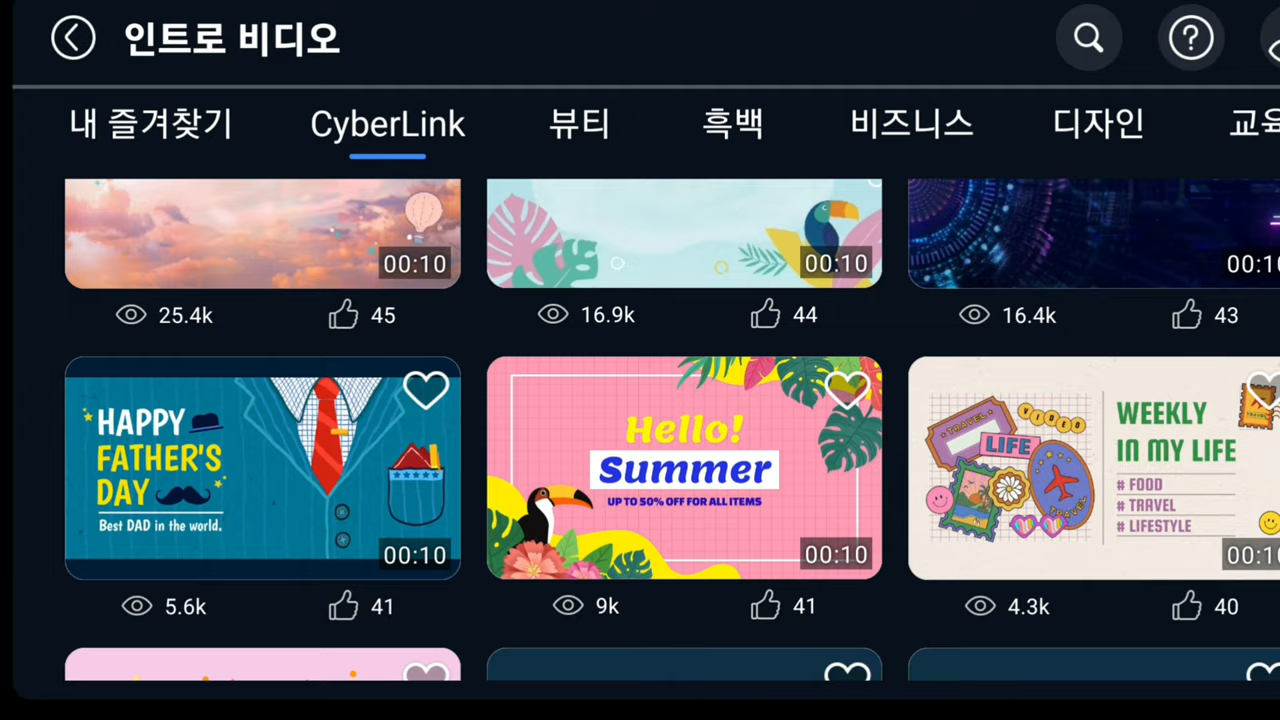 인트로 비디오
내 즐겨찾기 CyberLink 뷰티 흑백 비즈니스 디자인
00:10 00:10
25.4k 45 16.9k 44 16.4k 43
HAPPY
FATHER'S
DAY
Best DAD in the world.
00:10
Hello!
Summer
UP TO 50% OFF FOR ALL ITEMS
00:10
TRAVEL
VIDEO
LIFE
TRAVEL
WEEKLY
IN MY LIFE
# FOOD
# TRAVEL
# LIFESTYLE
5.6k 41 9k 41 4.3k 40